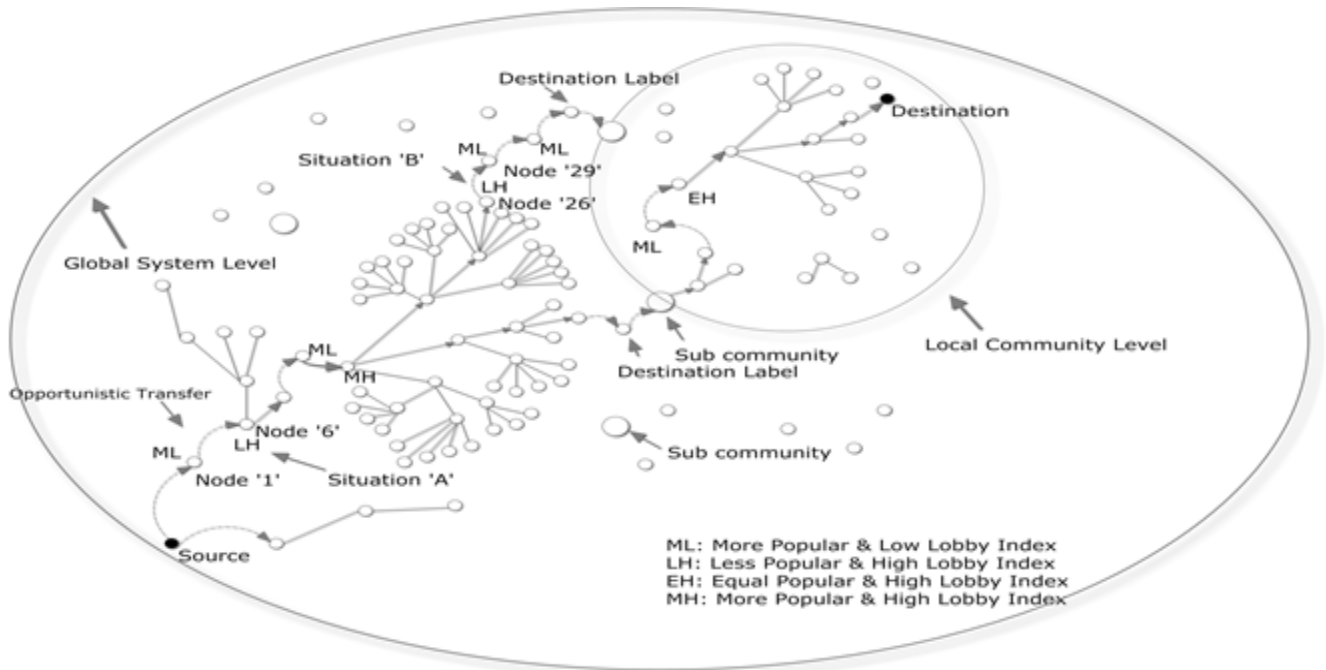 Destination Label
Destination
ML
Situation 'B'
ML
Node '29'
LH
EH
Node '26'
ML
Global System Level
ML
Sub community
Local Community Level
MH
Destination Label
Opportunistic Transfer
Node '6'
LH
ML
Sub community
Node '1'
Situation 'A'
Source
ML: More Popular & Low Lobby Index
LH: Less Popular & High Lobby Index
EH: Equal Popular & High Lobby Index
MH: More Popular & High Lobby Index